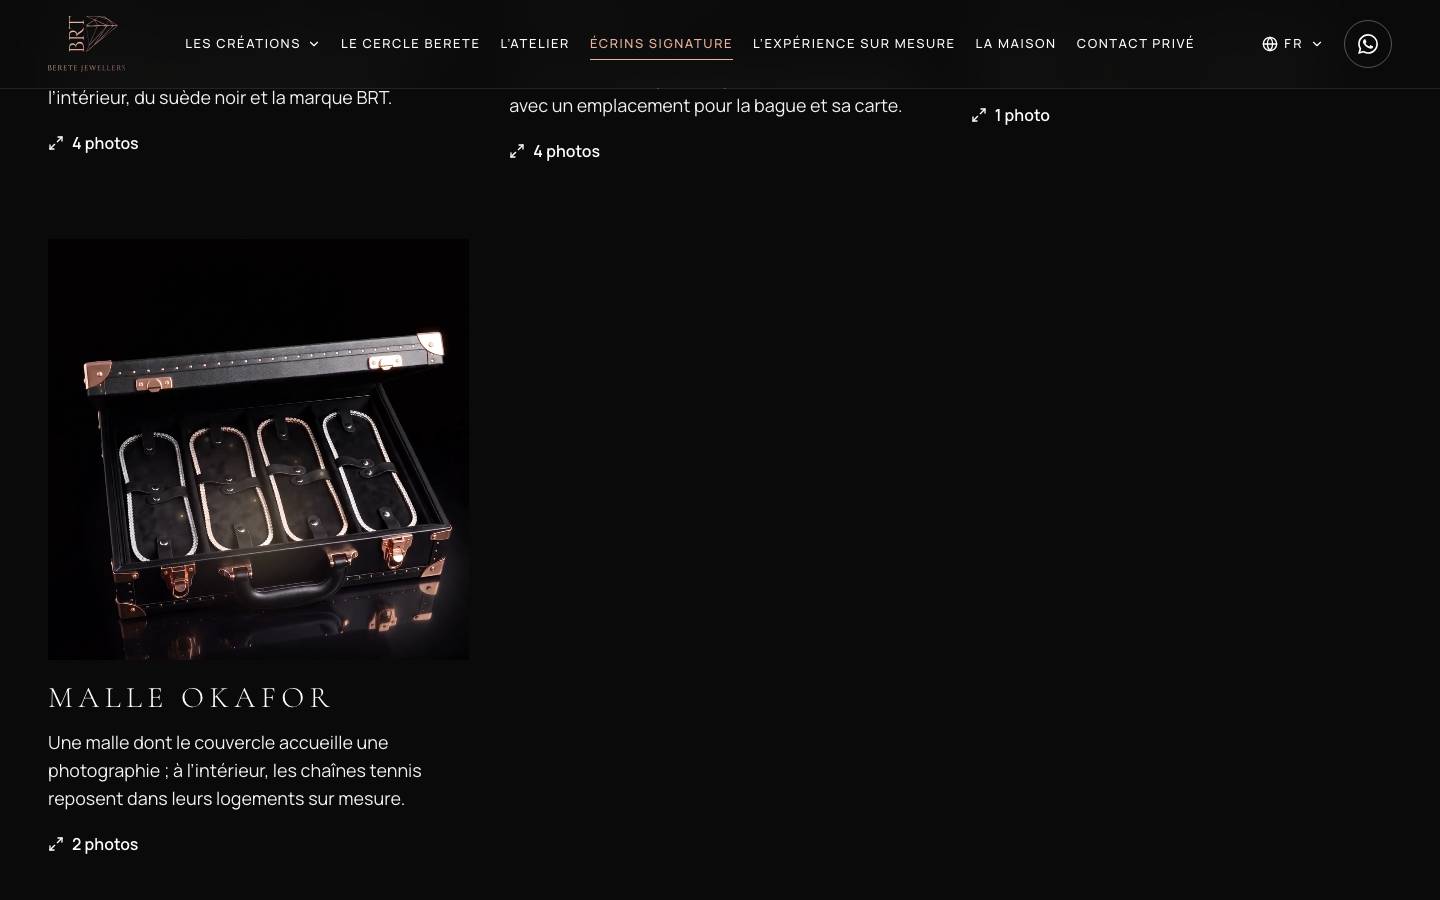 BRT
BERETE JEWELLERS
LES CRÉATIONS
LE CERCLE BERETE
L'ATELIER
ÉCRINS SIGNATURE
L'EXPÉRIENCE SUR MESURE
LA MAISON
CONTACT PRIVÉ
FR
l'intérieur, du suède noir et la marque BRT.
4 photos
avec un emplacement pour la bague et sa carte.
4 photos
1 photo
MALLE OKAFOR
Une malle dont le couvercle accueille une
photographie ; à l'intérieur, les chaînes tennis
reposent dans leurs logements sur mesure.
2 photos